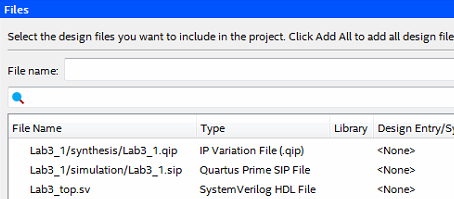 Files
Select the design files you want to include in the project. Click Add All to add all design file
File name:
File Name Type Library Design Entry/Sy
Lab3_1/synthesis/Lab3_1.qip IP Variation File (.qip) <None>
Lab3_1/simulation/Lab3_1.sip Quartus Prime SIP File <None>
Lab3_top.sv SystemVerilog HDL File <None>